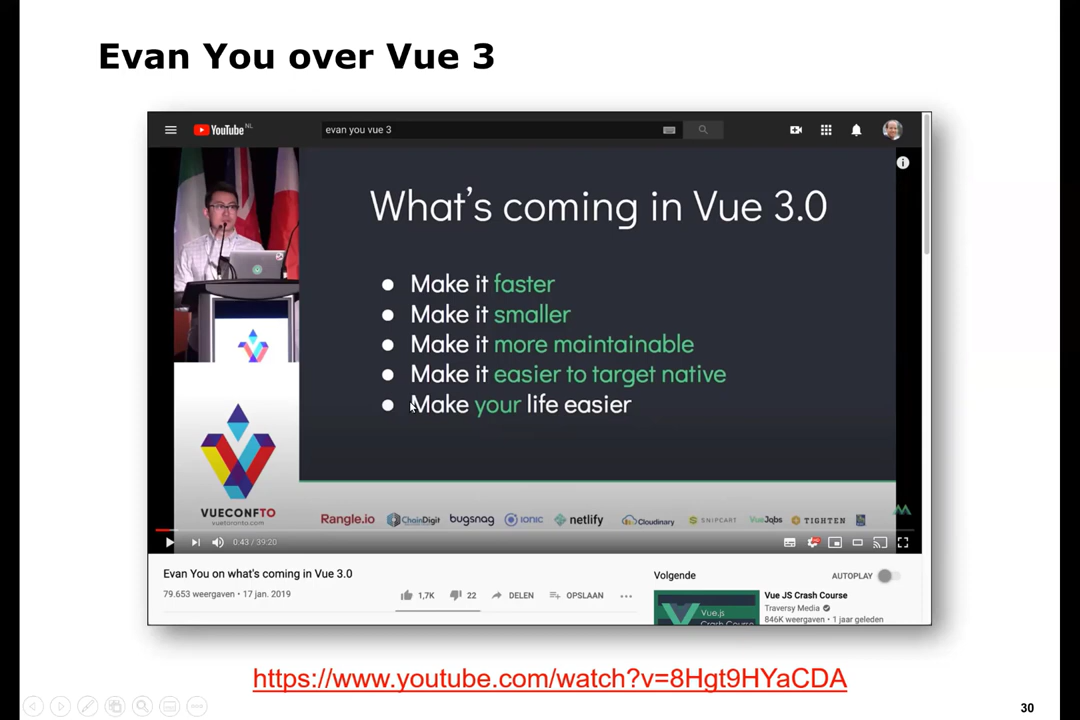 Evan You over Vue 3
YouTube NL
evan you vue 3
What's coming in Vue 3.0
● Make it faster
● Make it smaller
● Make it more maintainable
● Make it easier to target native
● Make your life easier
VUECONFTO
vuetoronto.com
Rangle.io ChainDigit bugsnag IONIC netlify Cloudinary SNIPCART VueJobs TIGHTEN
0:43 / 39:20
Evan You on what's coming in Vue 3.0
79.653 weergaven • 17 jan. 2019
1,7K 22 DELEN OPSLAAN
Volgende AUTOPLAY
Vue.js
Crash Course
Vue JS Crash Course
Traversy Media
846K weergaven • 1 jaar geleden
https://www.youtube.com/watch?v=8Hgt9HYaCDA
30